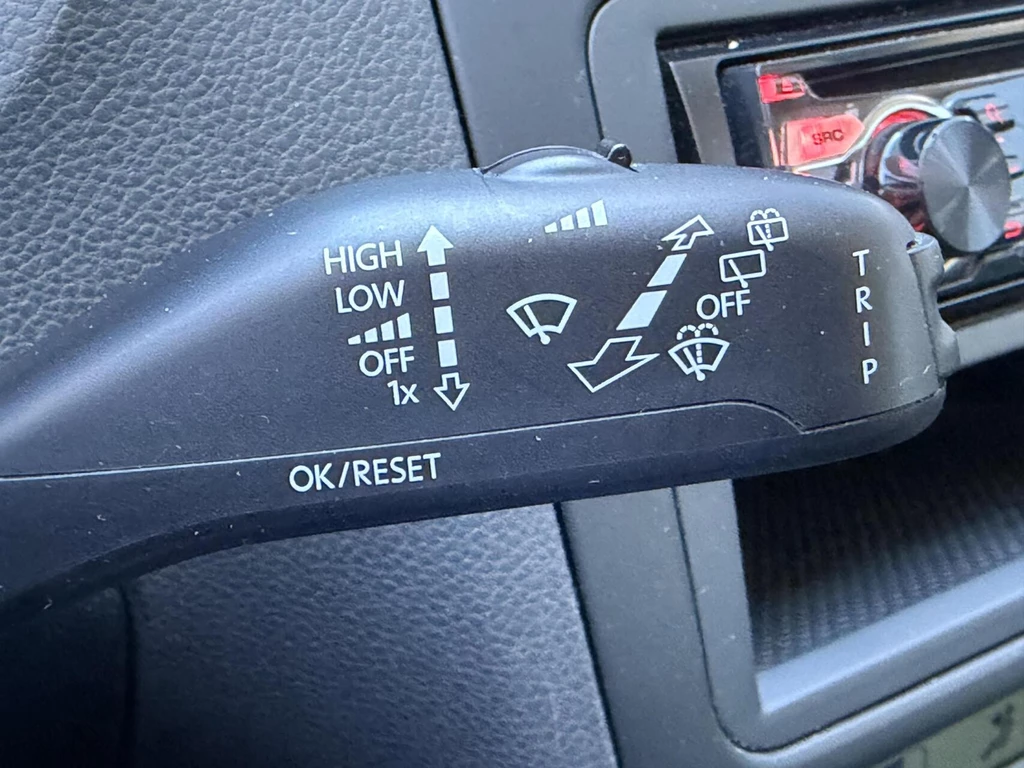 SRC
HIGH
LOW
OFF
1x
OFF
TRIP
OK/RESET